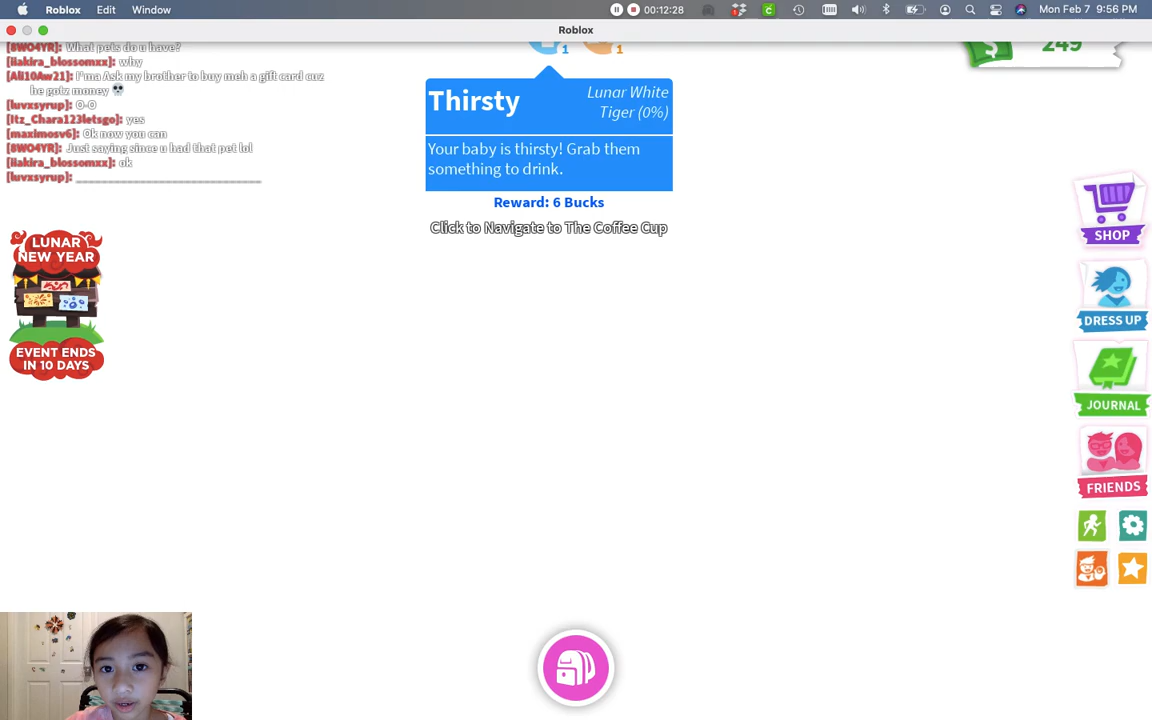 Roblox Edit Window
00:12:28
Mon Feb 7 9:56 PM
Roblox
[8WO4YR]: What pets do u have?
[iiakira_blossomxx]: why
[Ali10Aw21]: I'ma Ask my brother to buy meh a gift card cuz
he gotz money 💀
[luvxsyrup]: O-O
[Itz_Chara123letsgo]: yes
[maximosv6]: Ok now you can
[8WO4YR]: Just saying since u had that pet lol
[iiakira_blossomxx]: ok
[luvxsyrup]: ______________________________
1
1
249
Thirsty
Lunar White
Tiger (0%)
Your baby is thirsty! Grab them
something to drink.
Reward: 6 Bucks
Click to Navigate to The Coffee Cup
LUNAR
NEW YEAR
EVENT ENDS
IN 10 DAYS
SHOP
DRESS UP
JOURNAL
FRIENDS